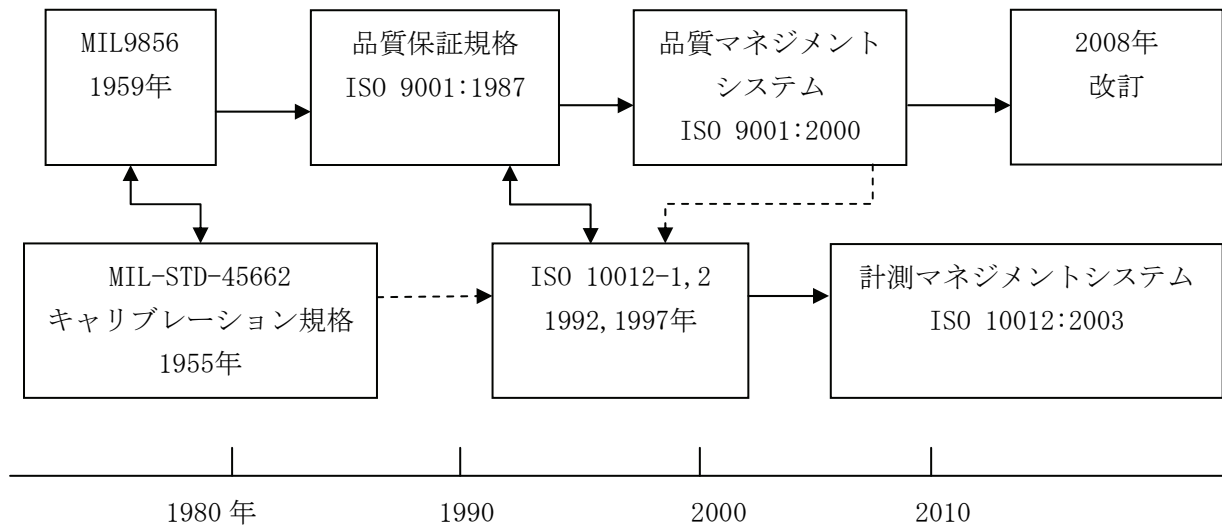 MIL9856
1959年
品質保証規格
ISO 9001:1987
品質マネジメント
システム
ISO 9001:2000
2008年
改訂
MIL-STD-45662
キャリブレーション規格
1955年
ISO 10012-1,2
1992,1997年
計測マネジメントシステム
ISO 10012:2003
1980 年
1990
2000
2010